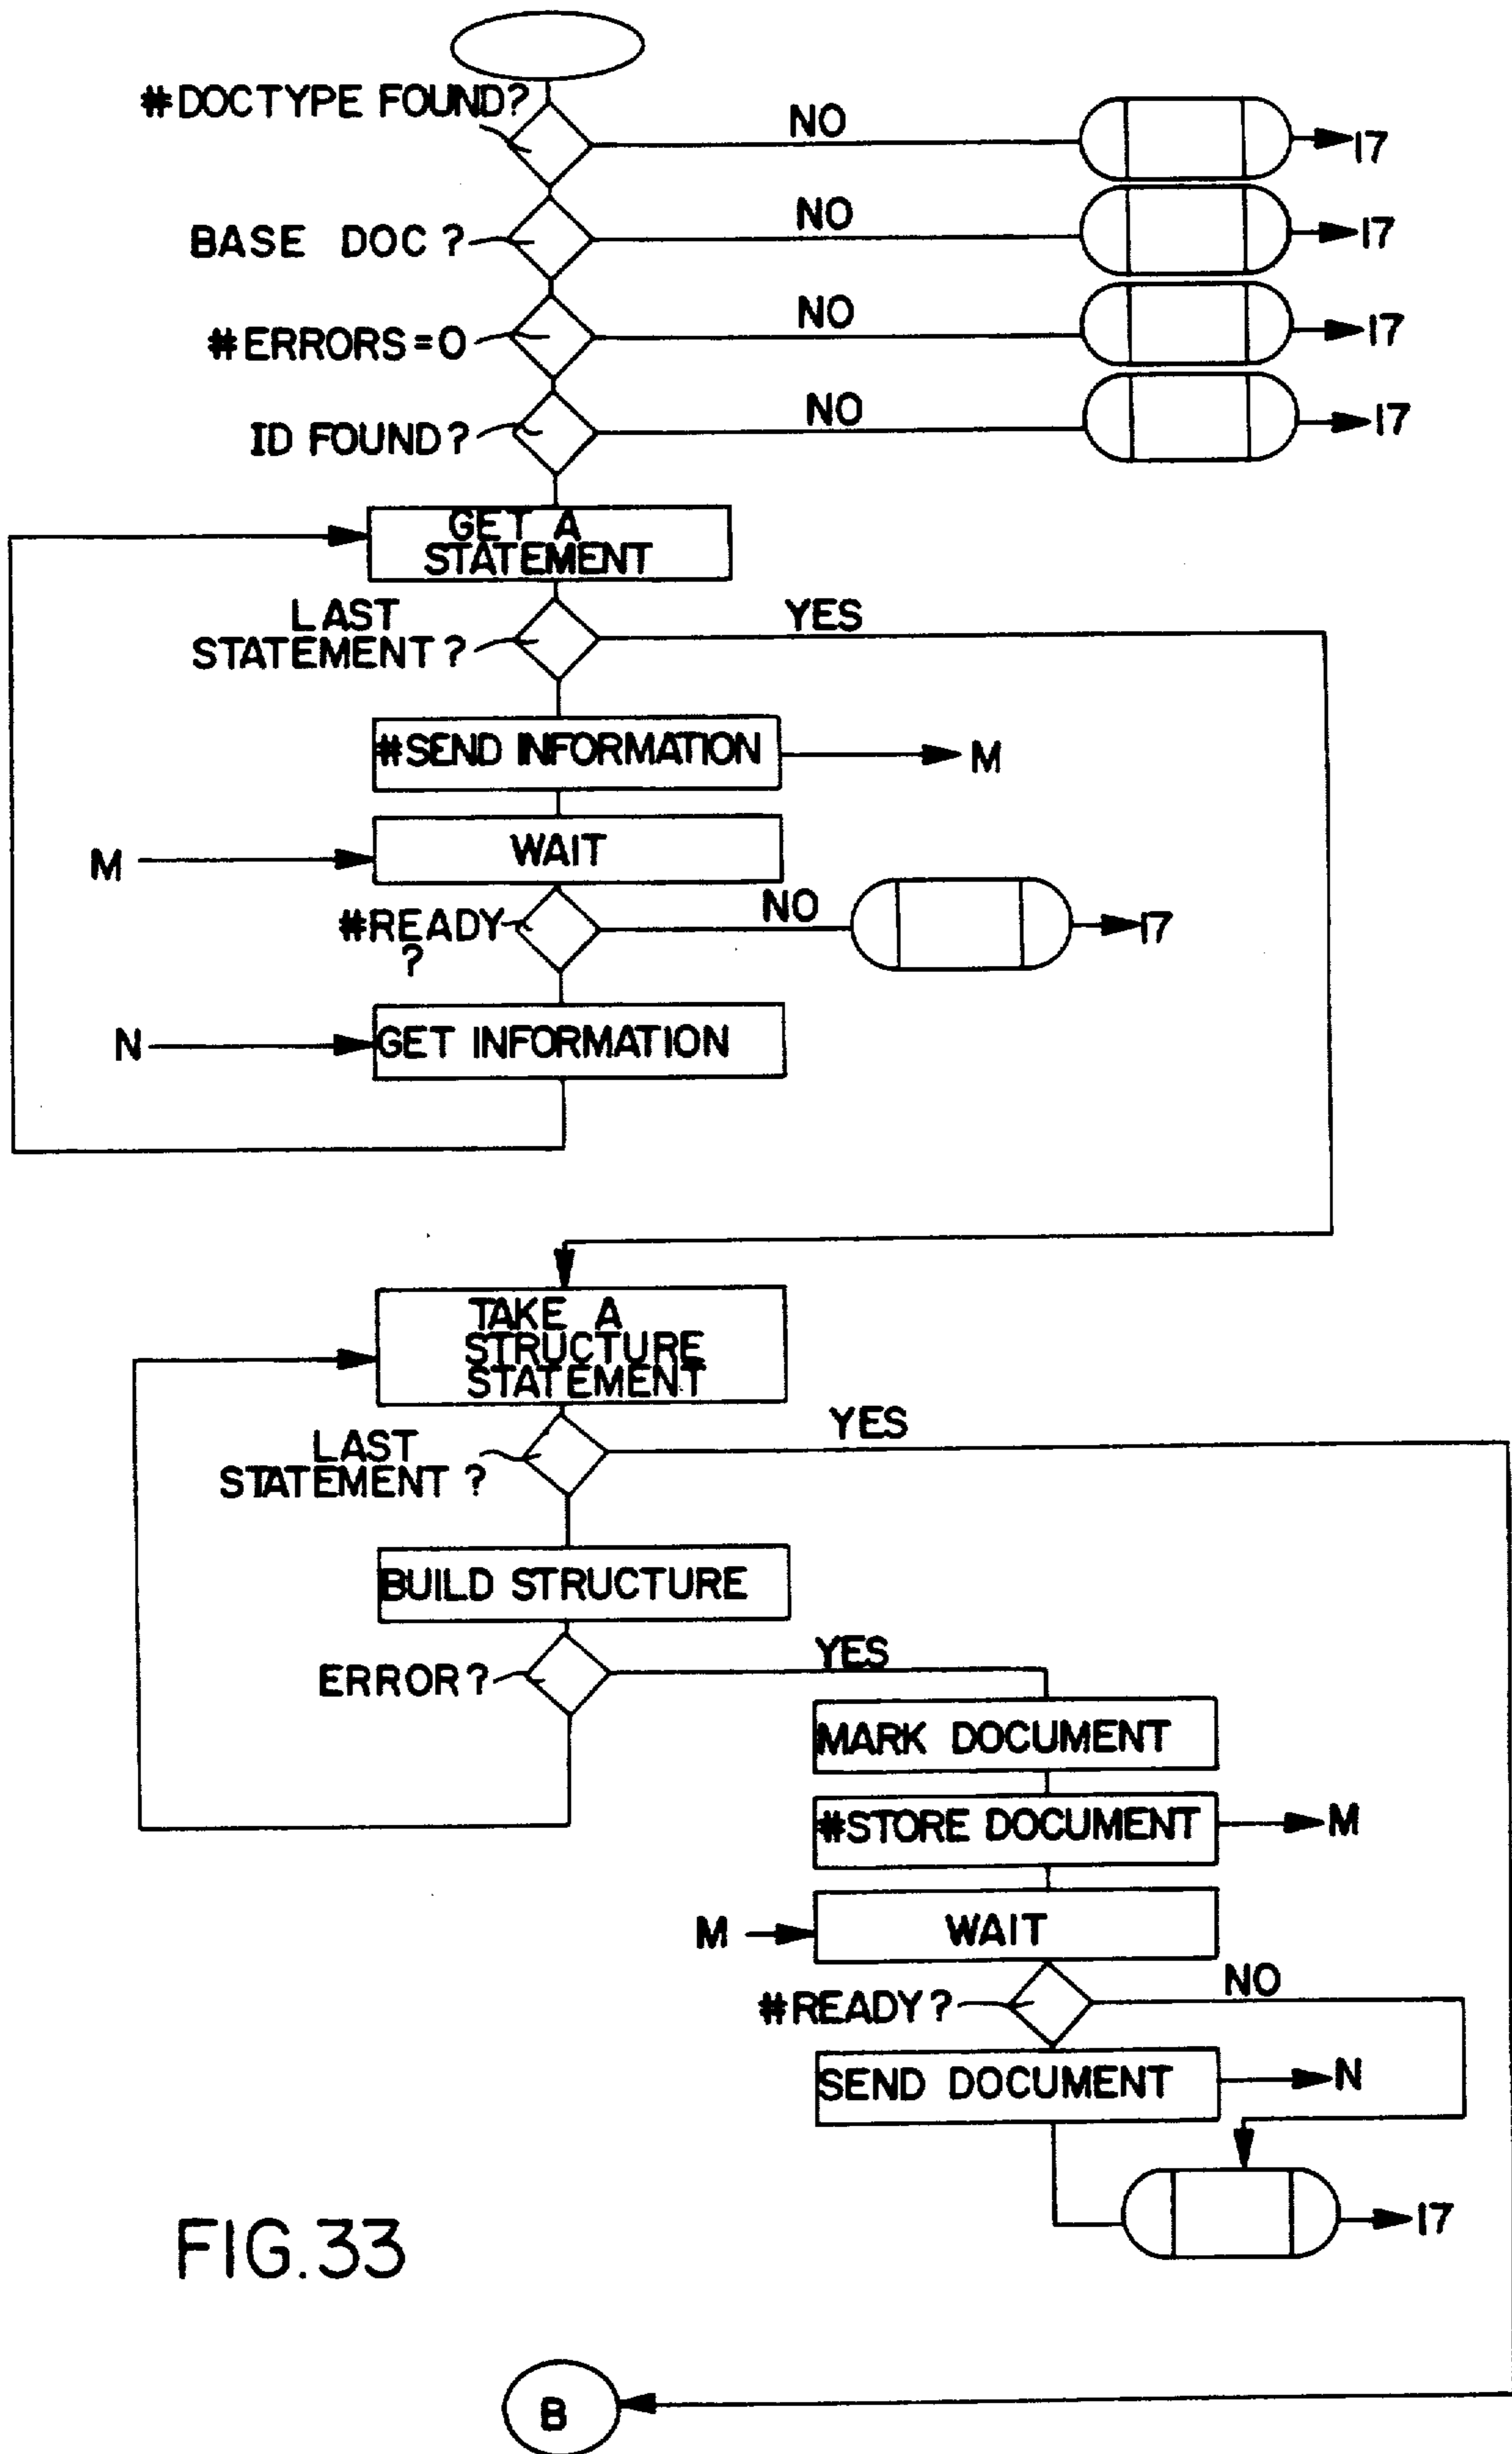 #DOCTYPE FOUND?
NO
17
BASE DOC ?
NO
17
#ERRORS=0
NO
17
ID FOUND?
NO
17
GET A
STATEMENT
LAST
STATEMENT ?
YES
#SEND INFORMATION
M
M
WAIT
#READY
?
NO
17
N
GET INFORMATION
TAKE A
STRUCTURE
STATEMENT
LAST
STATEMENT ?
YES
BUILD STRUCTURE
ERROR?
YES
MARK DOCUMENT
#STORE DOCUMENT
M
M
WAIT
#READY?
NO
SEND DOCUMENT
N
17
FIG.33
B